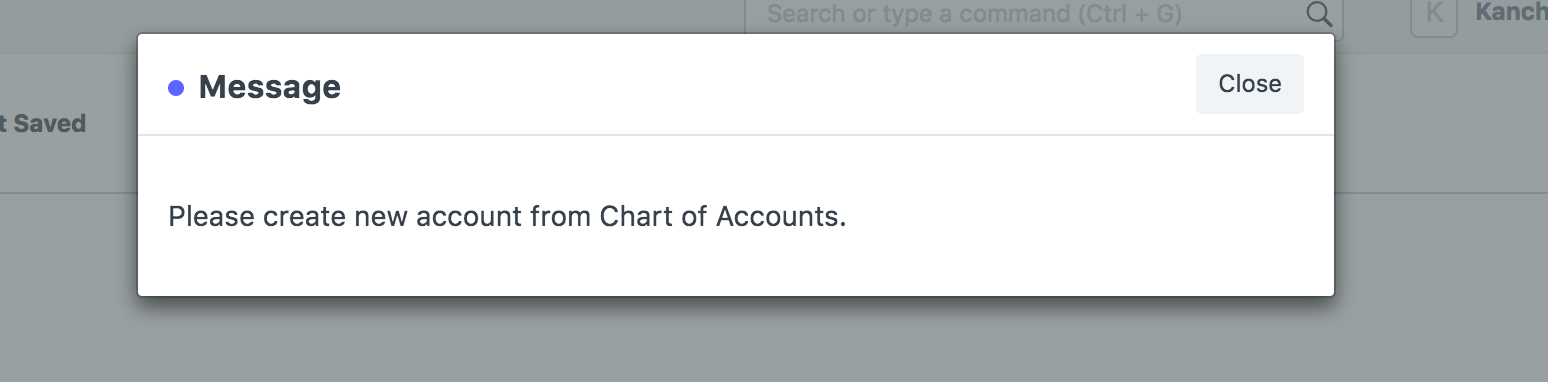 Search or type a command (Ctrl + G)
K
Kanch
t Saved
Message
Close
Please create new account from Chart of Accounts.